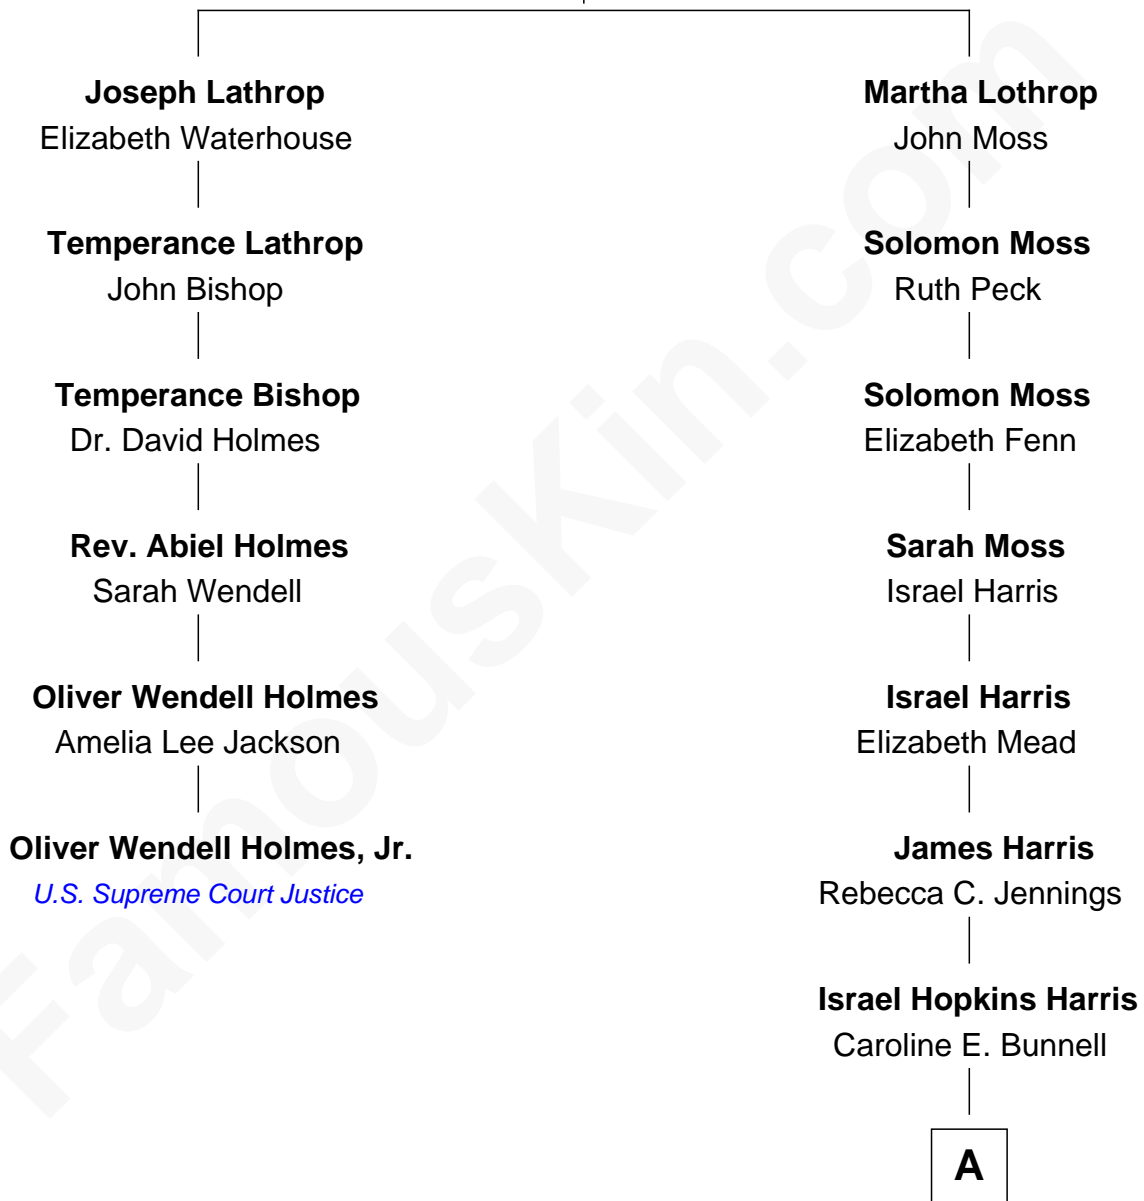 Joseph Lathrop
Elizabeth Waterhouse
Temperance Lathrop
John Bishop
Temperance Bishop
Dr. David Holmes
Rev. Abiel Holmes
Sarah Wendell
Oliver Wendell Holmes
Amelia Lee Jackson
Oliver Wendell Holmes, Jr.
U.S. Supreme Court Justice
Martha Lothrop
John Moss
Solomon Moss
Ruth Peck
Solomon Moss
Elizabeth Fenn
Sarah Moss
Israel Harris
Israel Harris
Elizabeth Mead
James Harris
Rebecca C. Jennings
Israel Hopkins Harris
Caroline E. Bunnell
A
FamousKin.com